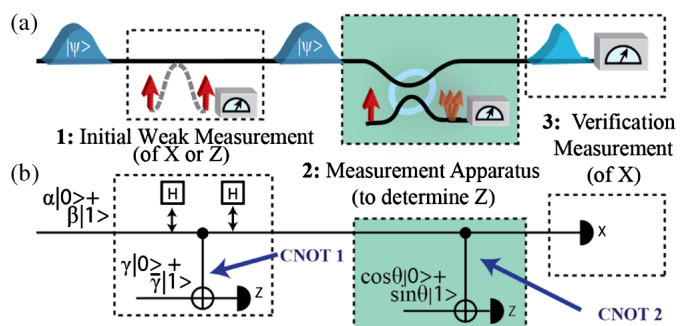 (a)
|ψ⟩
|ψ⟩
1: Initial Weak Measurement
(of X or Z)
2: Measurement Apparatus
(to determine Z)
3: Verification
Measurement
(of X)
(b)
α|0⟩+
β|1⟩
H
H
CNOT 1
γ|0⟩+
γ̄|1⟩
Z
cosθ|0⟩+
sinθ|1⟩
Z
CNOT 2
X